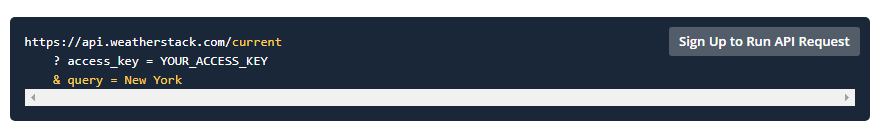 https://api.weatherstack.com/current
Sign Up to Run API Request
? access_key = YOUR_ACCESS_KEY
& query = New York